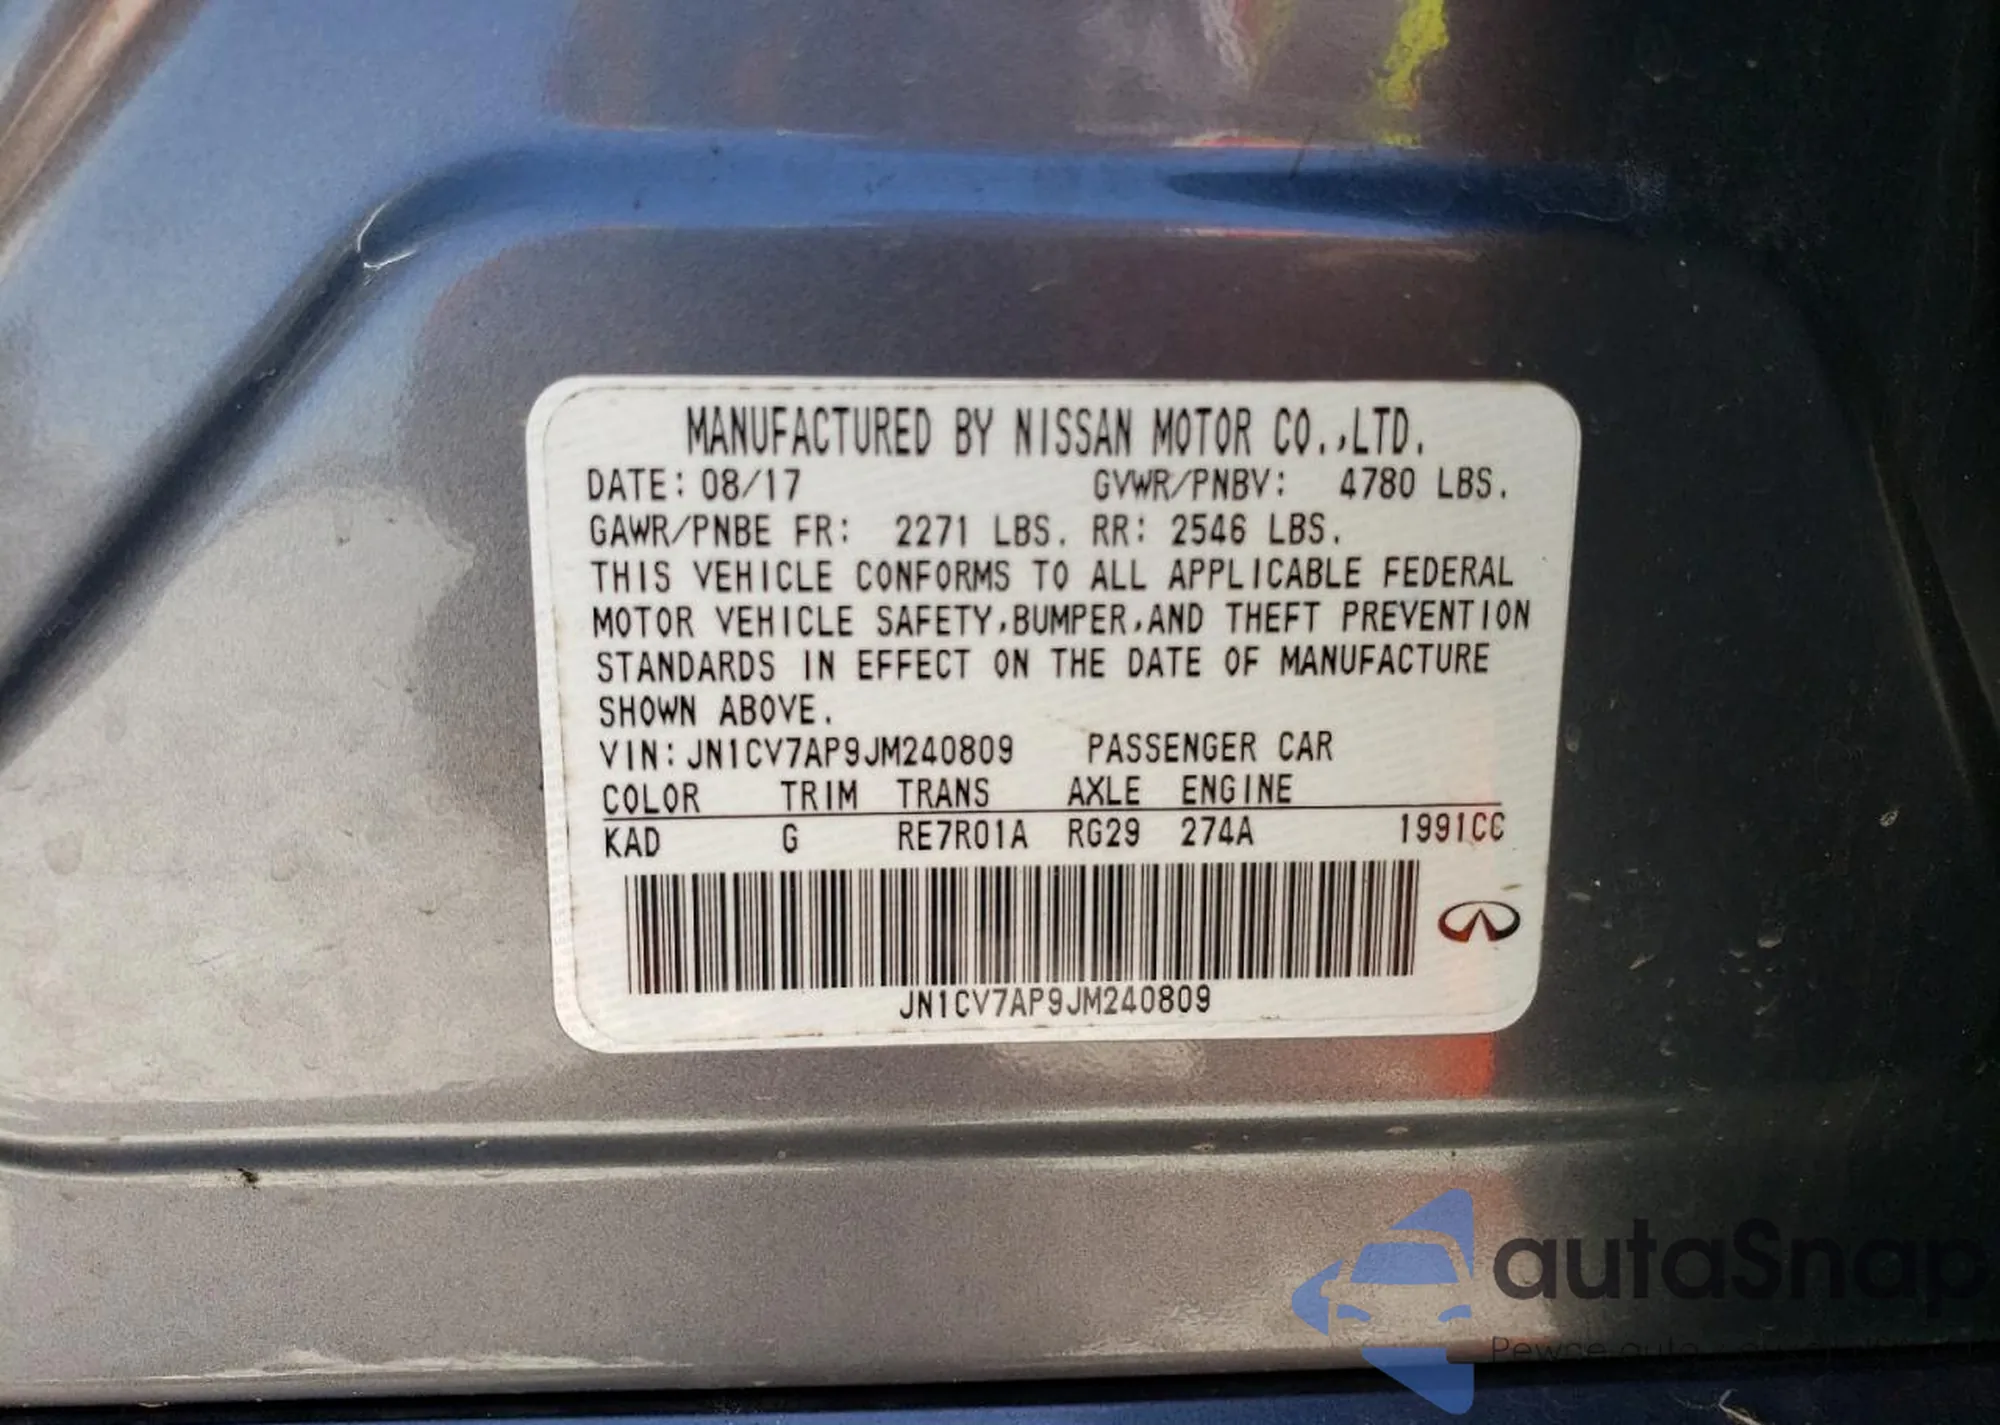 MANUFACTURED BY NISSAN MOTOR CO.,LTD.
DATE: 08/17 GVWR/PNBV: 4780 LBS.
GAWR/PNBE FR: 2271 LBS. RR: 2546 LBS.
THIS VEHICLE CONFORMS TO ALL APPLICABLE FEDERAL
MOTOR VEHICLE SAFETY,BUMPER,AND THEFT PREVENTION
STANDARDS IN EFFECT ON THE DATE OF MANUFACTURE
SHOWN ABOVE.
VIN:JN1CV7AP9JM240809 PASSENGER CAR
COLOR TRIM TRANS AXLE ENGINE
KAD G RE7R01A RG29 274A 1991CC
JN1CV7AP9JM240809
autaSnap
Pewne auta